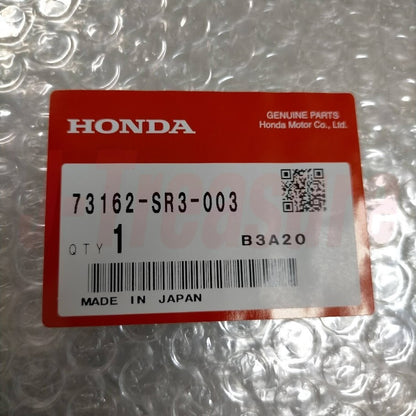 HONDA
GENUINE PARTS
Honda Motor Co., Ltd.
73162-SR3-003
QTY 1
B3A20
MADE IN JAPAN